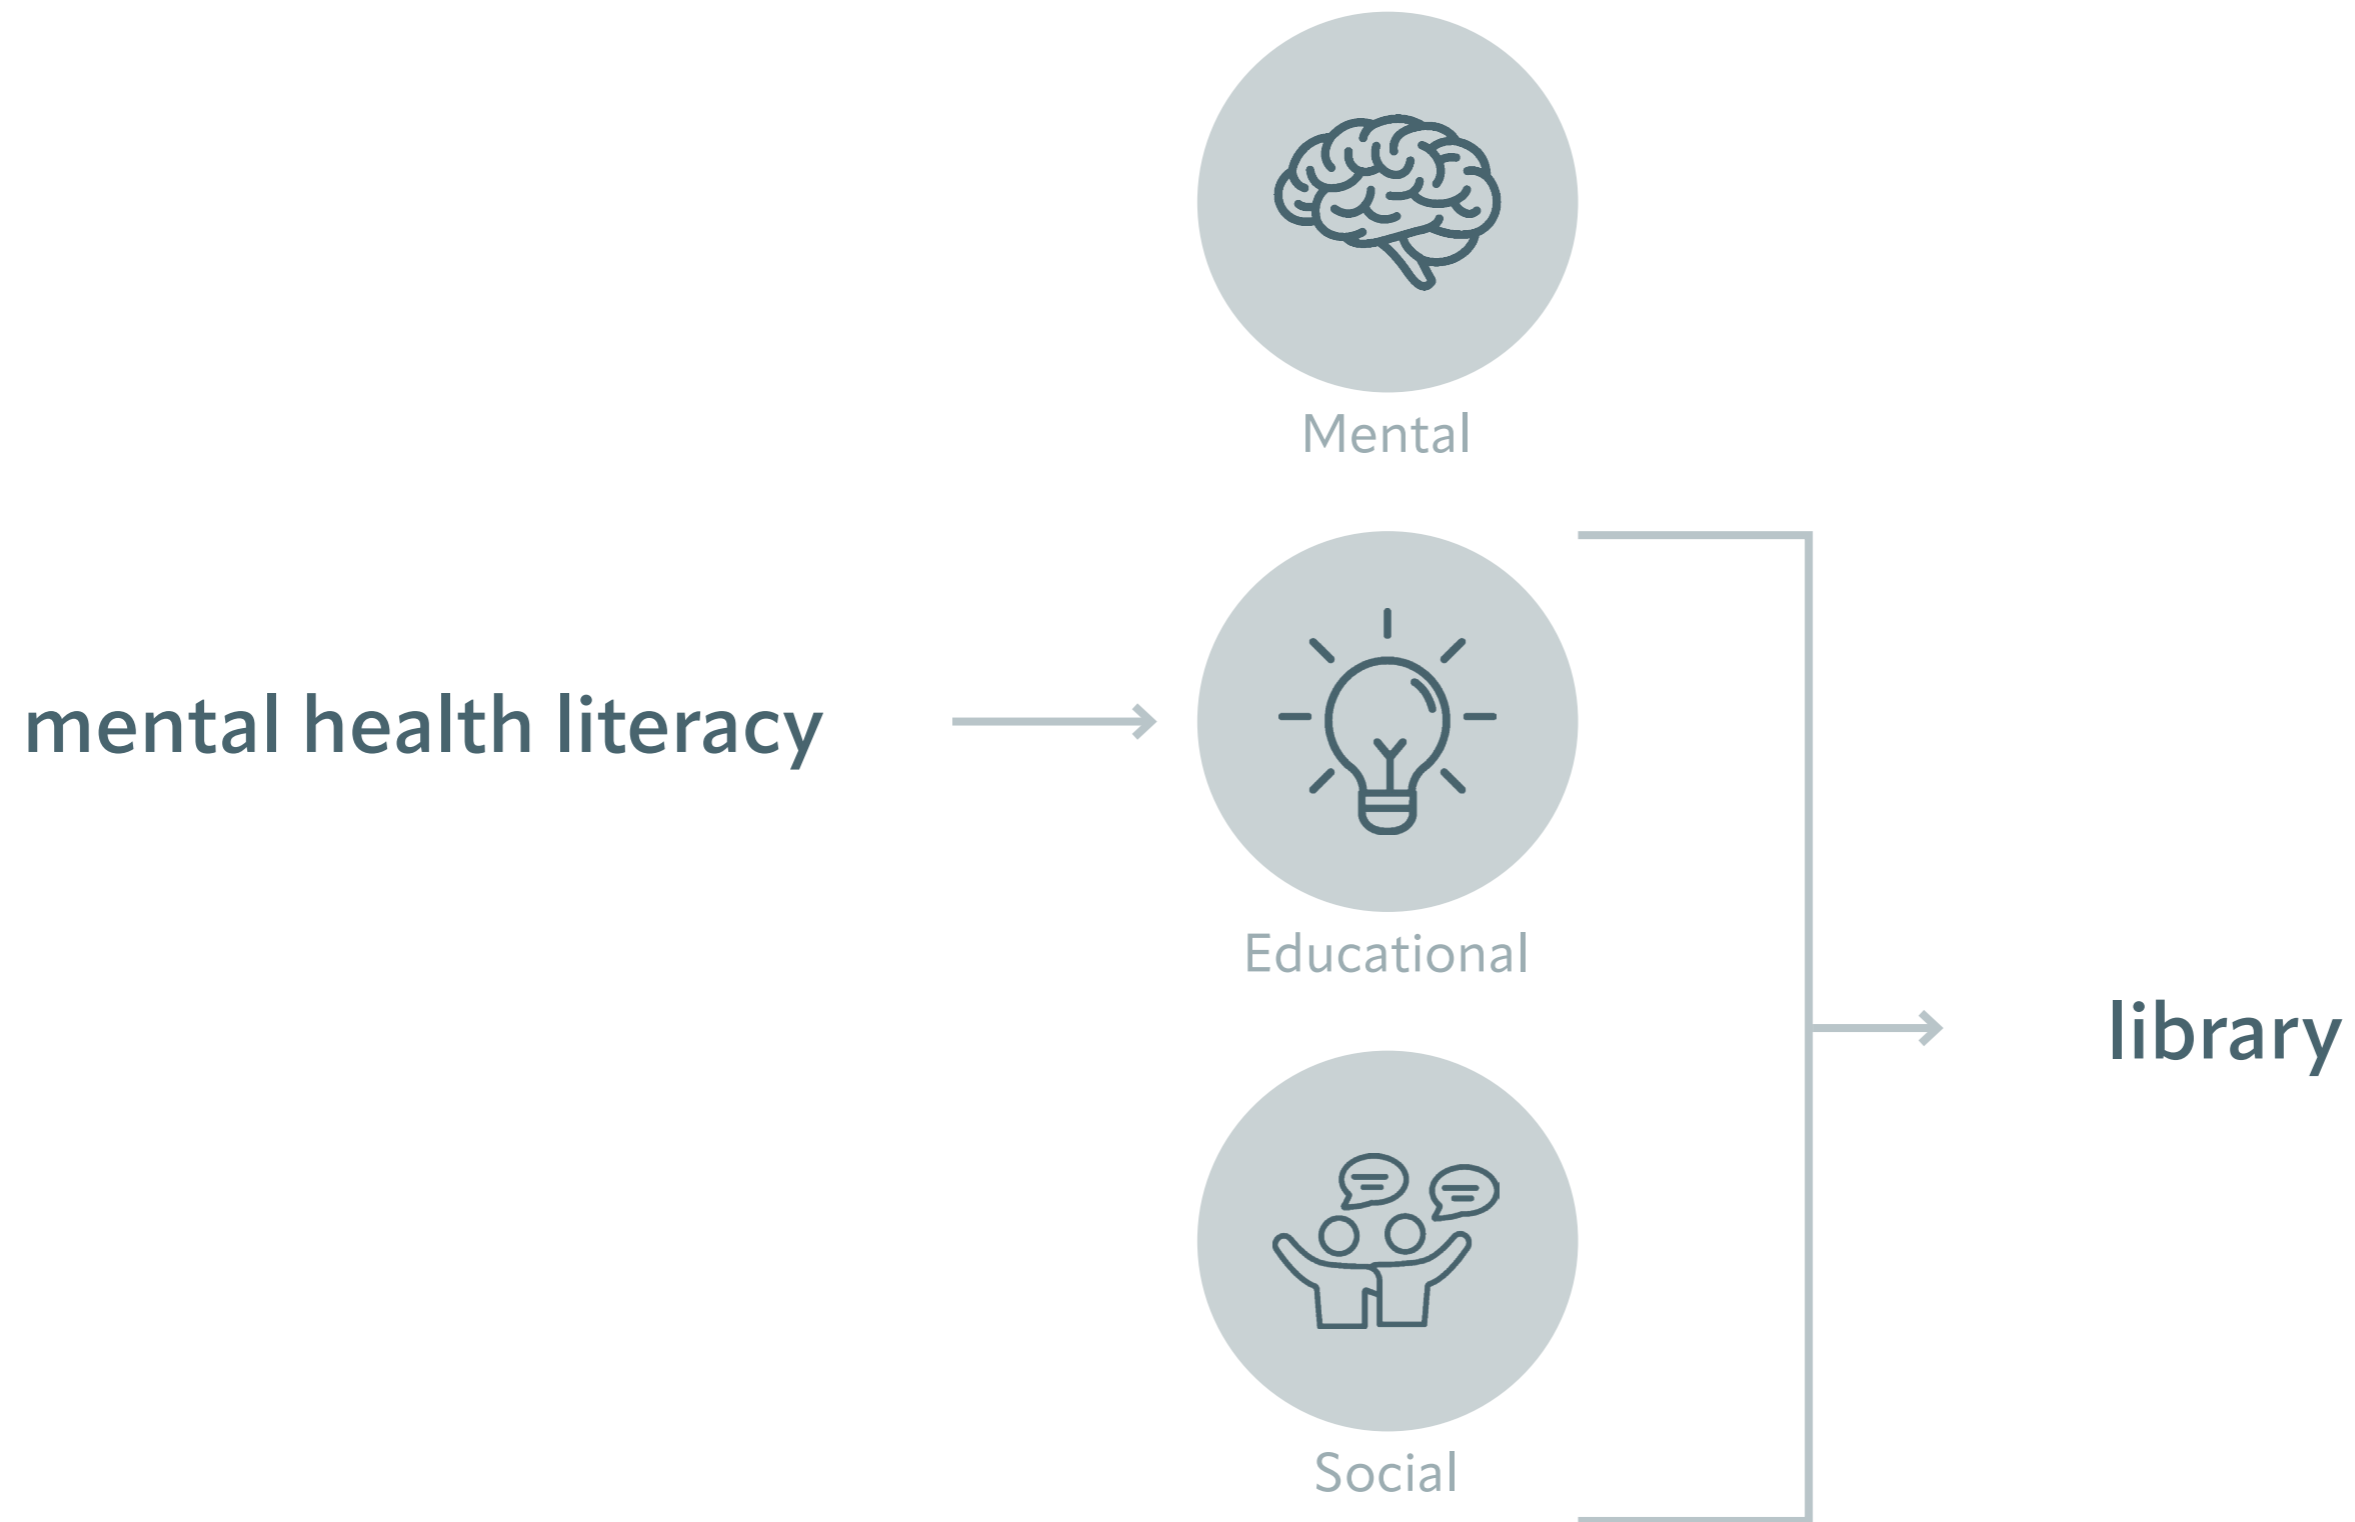 Mental
mental health literacy
Educational
library
Social